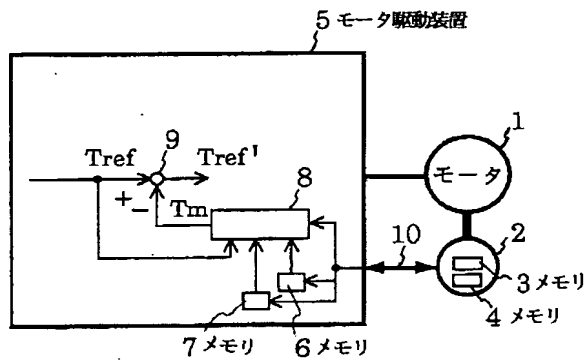 5 モータ駆動装置
9
Tref
Tref'
+
-
Tm
8
1
モータ
10
2
3 メモリ
4 メモリ
7 メモリ
6 メモリ